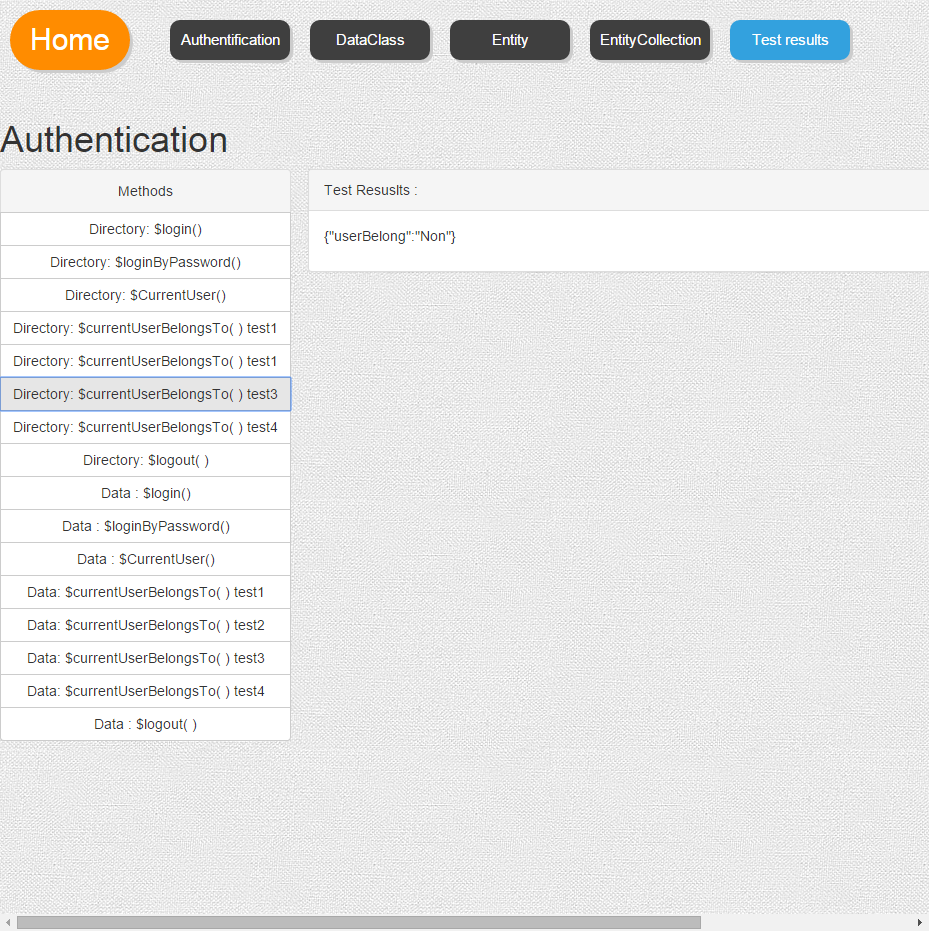 Home
Authentification
DataClass
Entity
EntityCollection
Test results
Authentication
Methods
Directory: $login()
Directory: $loginByPassword()
Directory: $CurrentUser()
Directory: $currentUserBelongsTo( ) test1
Directory: $currentUserBelongsTo( ) test1
Directory: $currentUserBelongsTo( ) test3
Directory: $currentUserBelongsTo( ) test4
Directory: $logout( )
Data : $login()
Data : $loginByPassword()
Data : $CurrentUser()
Data: $currentUserBelongsTo( ) test1
Data: $currentUserBelongsTo( ) test2
Data: $currentUserBelongsTo( ) test3
Data: $currentUserBelongsTo( ) test4
Data : $logout( )
Test Resuslts :
{"userBelong":"Non"}